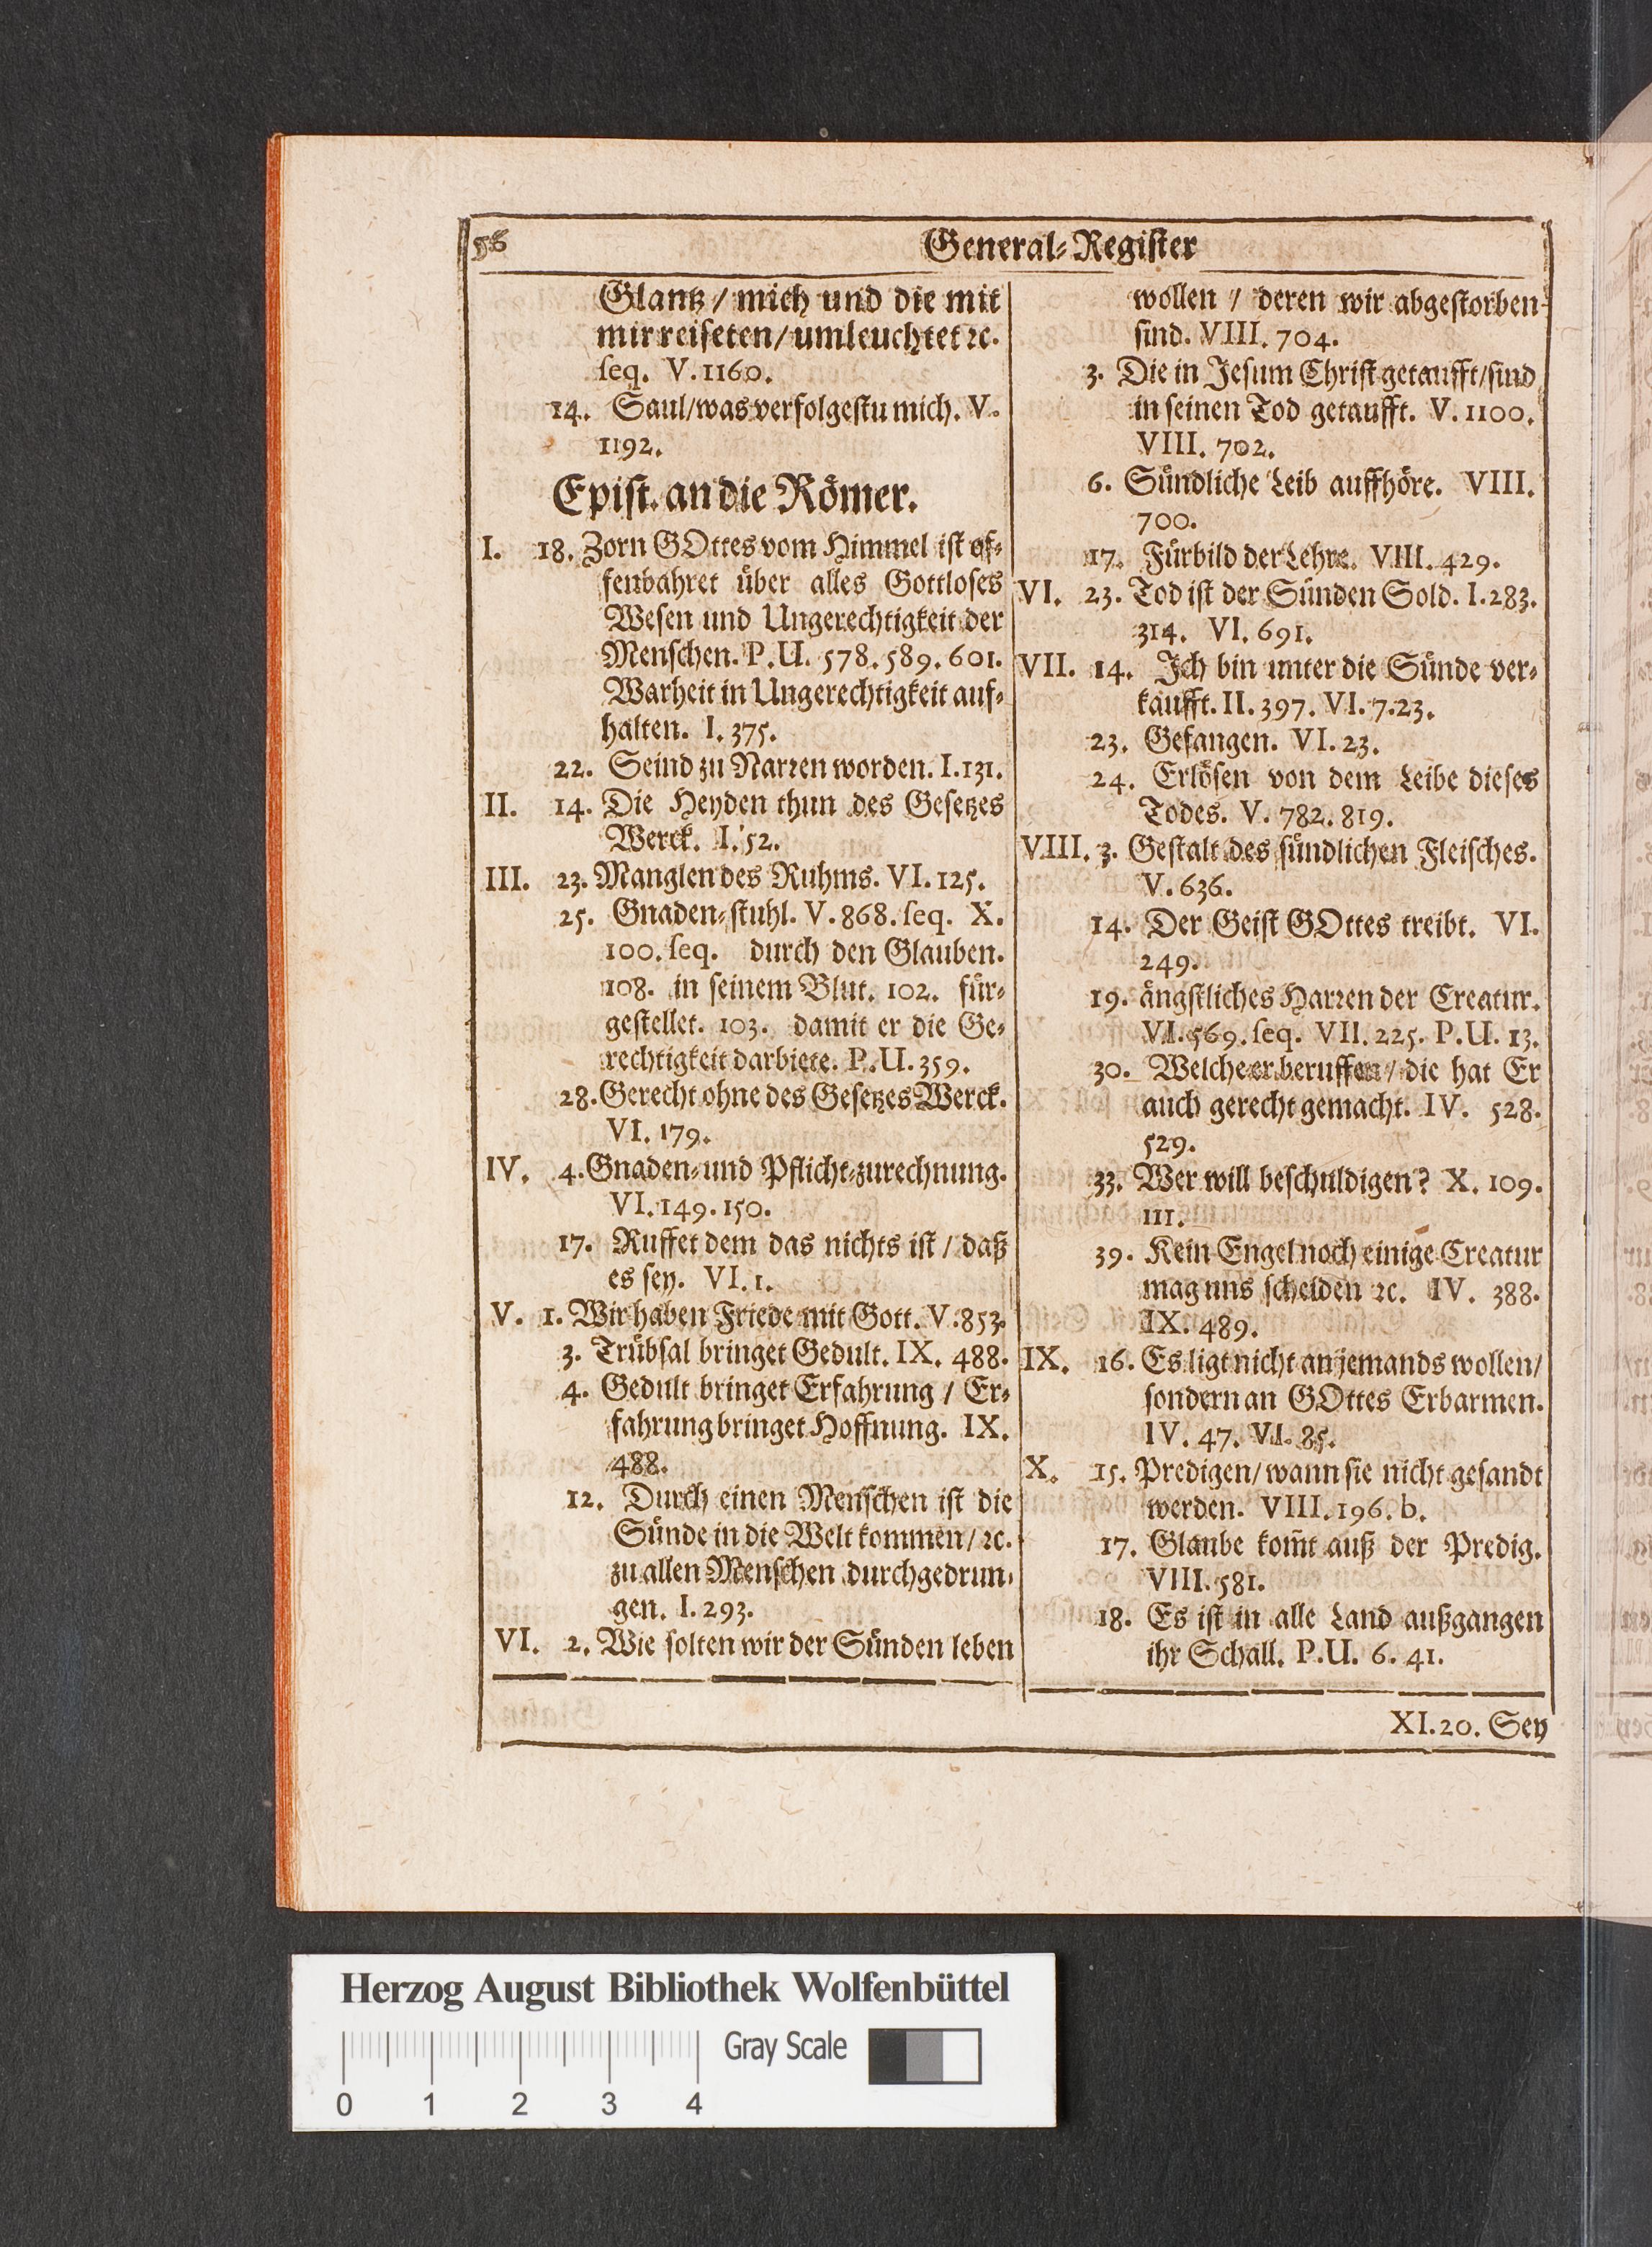 56
General-Register
Glantz / mich und die mit
mir reiseten / umleuchtet ꝛc.
seq. V. 1160.
14. Saul/was verfolgestu mich. V.
1192.
Epist. an die Römer.
I. 18. Zorn GOttes vom Himmel ist of-
fenbahret über alles Gottloses
Wesen und Ungerechtigkeit der
Menschen. P.U. 578. 589. 601.
Warheit in Ungerechtigkeit auf-
halten. I. 375.
22. Seind zu Narren worden. I. 131.
II. 14. Die Heyden thun des Gesetzes
Werck. I. 52.
III. 23. Manglen des Ruhms. VI. 125.
25. Gnaden-stuhl. V. 868. seq. X.
100. seq. durch den Glauben.
108. in seinem Blut. 102. für-
gestellet. 103. damit er die Ge-
rechtigkeit darbiete. P.U. 359.
28. Gerecht ohne des Gesetzes Werck.
VI. 179.
IV. 4. Gnaden- und Pflicht-zurechnung.
VI. 149. 150.
17. Ruffet dem das nichts ist / daß
es sey. VI. 1.
V. 1. Wir haben Friede mit Gott. V. 853.
3. Trübsal bringet Gedult. IX. 488.
4. Gedult bringet Erfahrung / Er-
fahrung bringet Hoffnung. IX.
488.
12. Durch einen Menschen ist die
Sünde in die Welt kommen / ꝛc.
zu allen Menschen durchgedrun-
gen. I. 293.
VI. 2. Wie solten wir der Sünden leben
wollen / deren wir abgestorben
sind. VIII. 704.
3. Die in Jesum Christ getaufft / sind
in seinen Tod getaufft. V. 1100.
VIII. 702.
6. Sündliche Leib auffhöre. VIII.
700.
17. Fürbild der Lehre. VIII. 429.
VI. 23. Tod ist der Sünden Sold. I. 283.
314. VI. 691.
VII. 14. Ich bin unter die Sünde ver-
kaufft. II. 397. VI. 7. 23.
23. Gefangen. VI. 23.
24. Erlösen von dem Leibe dieses
Todes. V. 782. 819.
VIII. 3. Gestalt des sündlichen Fleisches.
V. 636.
14. Der Geist GOttes treibt. VI.
249.
19. ängstliches Harren der Creatur.
VI. 569. seq. VII. 225. P.U. 13.
30. Welche er beruffen / die hat Er
auch gerecht gemacht. IV. 528.
529.
33. Wer will beschuldigen? X. 109.
111.
39. Kein Engel noch einige Creatur
mag uns scheiden ꝛc. IV. 388.
IX. 489.
IX. 16. Es ligt nicht an jemands wollen /
sondern an GOttes Erbarmen.
IV. 47. VI. 85.
X. 15. Predigen / wann sie nicht gesandt
werden. VIII. 196. b.
17. Glaube kom̃t auß der Predig.
VIII. 581.
18. Es ist in alle Land außgangen
ihr Schall. P.U. 6. 41.
XI. 20. Sey
Herzog August Bibliothek Wolfenbüttel
Gray Scale
0 1 2 3 4